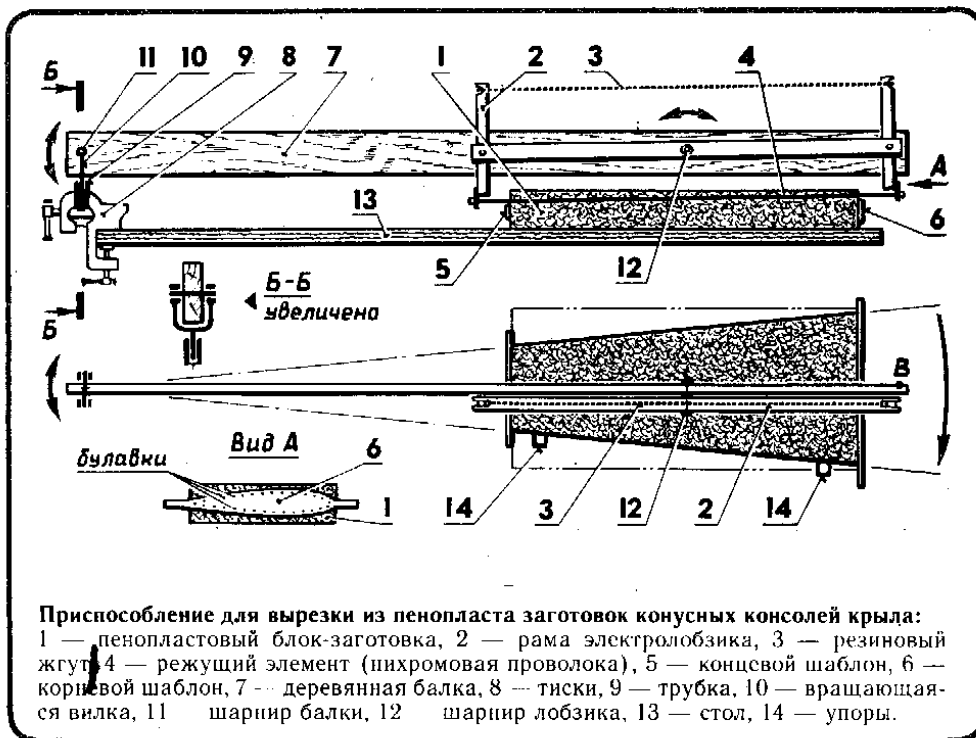 Б 11 10 9 8 7 1 2 3 4
А
13
5 12 6
Б-Б
увеличено
Б
В
Вид А
булавки 6
1 14 3 12 2 14
Приспособление для вырезки из пенопласта заготовок конусных консолей крыла:
1 — пенопластовый блок-заготовка, 2 — рама электролобзика, 3 — резиновый
жгут, 4 — режущий элемент (нихромовая проволока), 5 — концевой шаблон, 6 —
корневой шаблон, 7 — деревянная балка, 8 — тиски, 9 — трубка, 10 — вращающая-
ся вилка, 11 шарнир балки, 12 шарнир лобзика, 13 — стол, 14 — упоры.